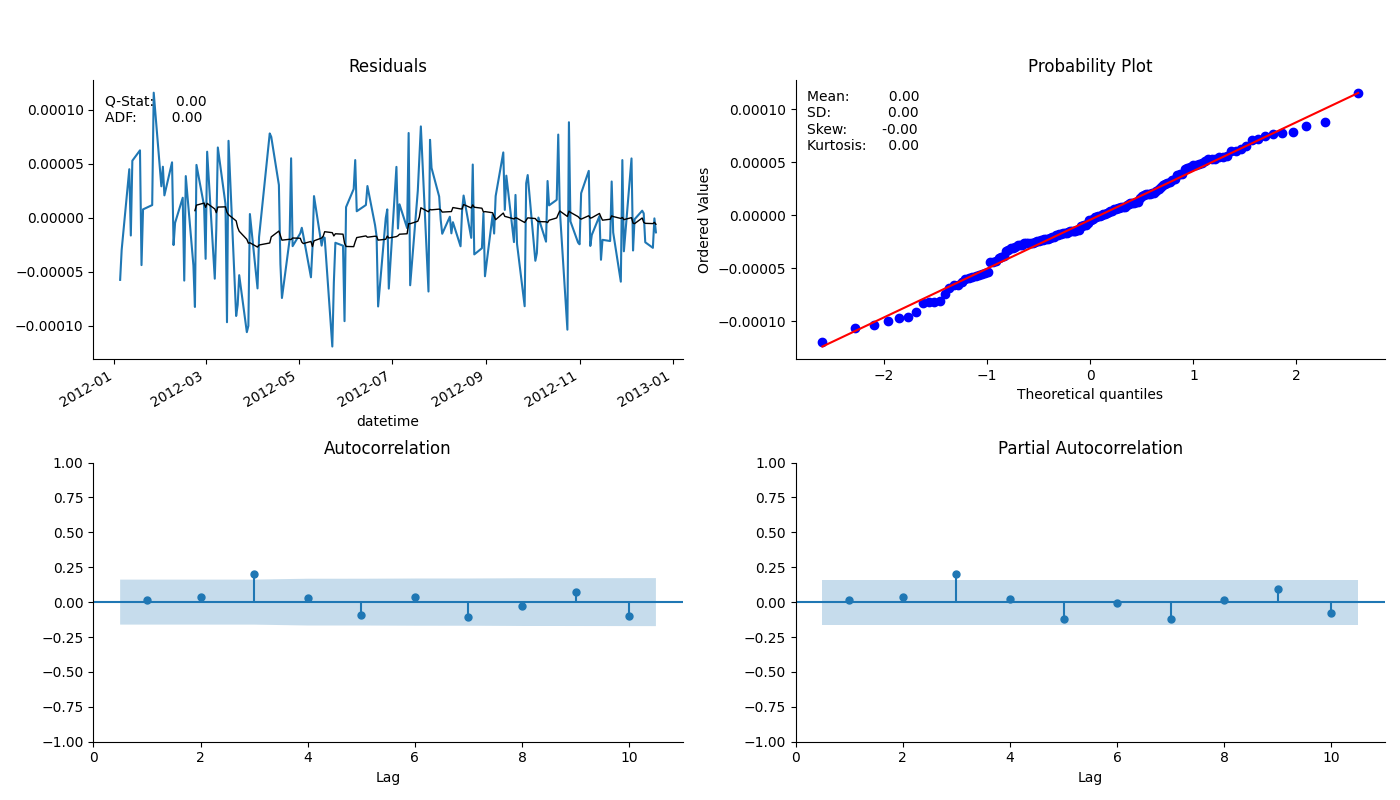 Residuals
Q-Stat: 0.00
ADF: 0.00
0.00010
0.00005
0.00000
−0.00005
−0.00010
2012-01 2012-03 2012-05 2012-07 2012-09 2012-11 2013-01
datetime
Probability Plot
Mean: 0.00
SD: 0.00
Skew: -0.00
Kurtosis: 0.00
Ordered Values
0.00010
0.00005
0.00000
−0.00005
−0.00010
−2 −1 0 1 2
Theoretical quantiles
Autocorrelation
1.00
0.75
0.50
0.25
0.00
−0.25
−0.50
−0.75
−1.00
0 2 4 6 8 10
Lag
Partial Autocorrelation
1.00
0.75
0.50
0.25
0.00
−0.25
−0.50
−0.75
−1.00
0 2 4 6 8 10
Lag